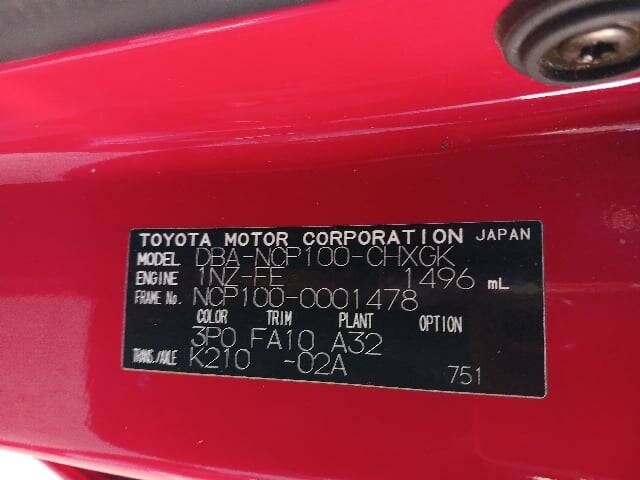 TOYOTA MOTOR CORPORATION JAPAN
MODEL DBA-NCP100-CHXGK
ENGINE 1NZ-FE 1496 mL
FRAME No. NCP100-0001478
COLOR TRIM PLANT OPTION
3P0 FA10 A32
TRANS./AXLE K210 -02A
751